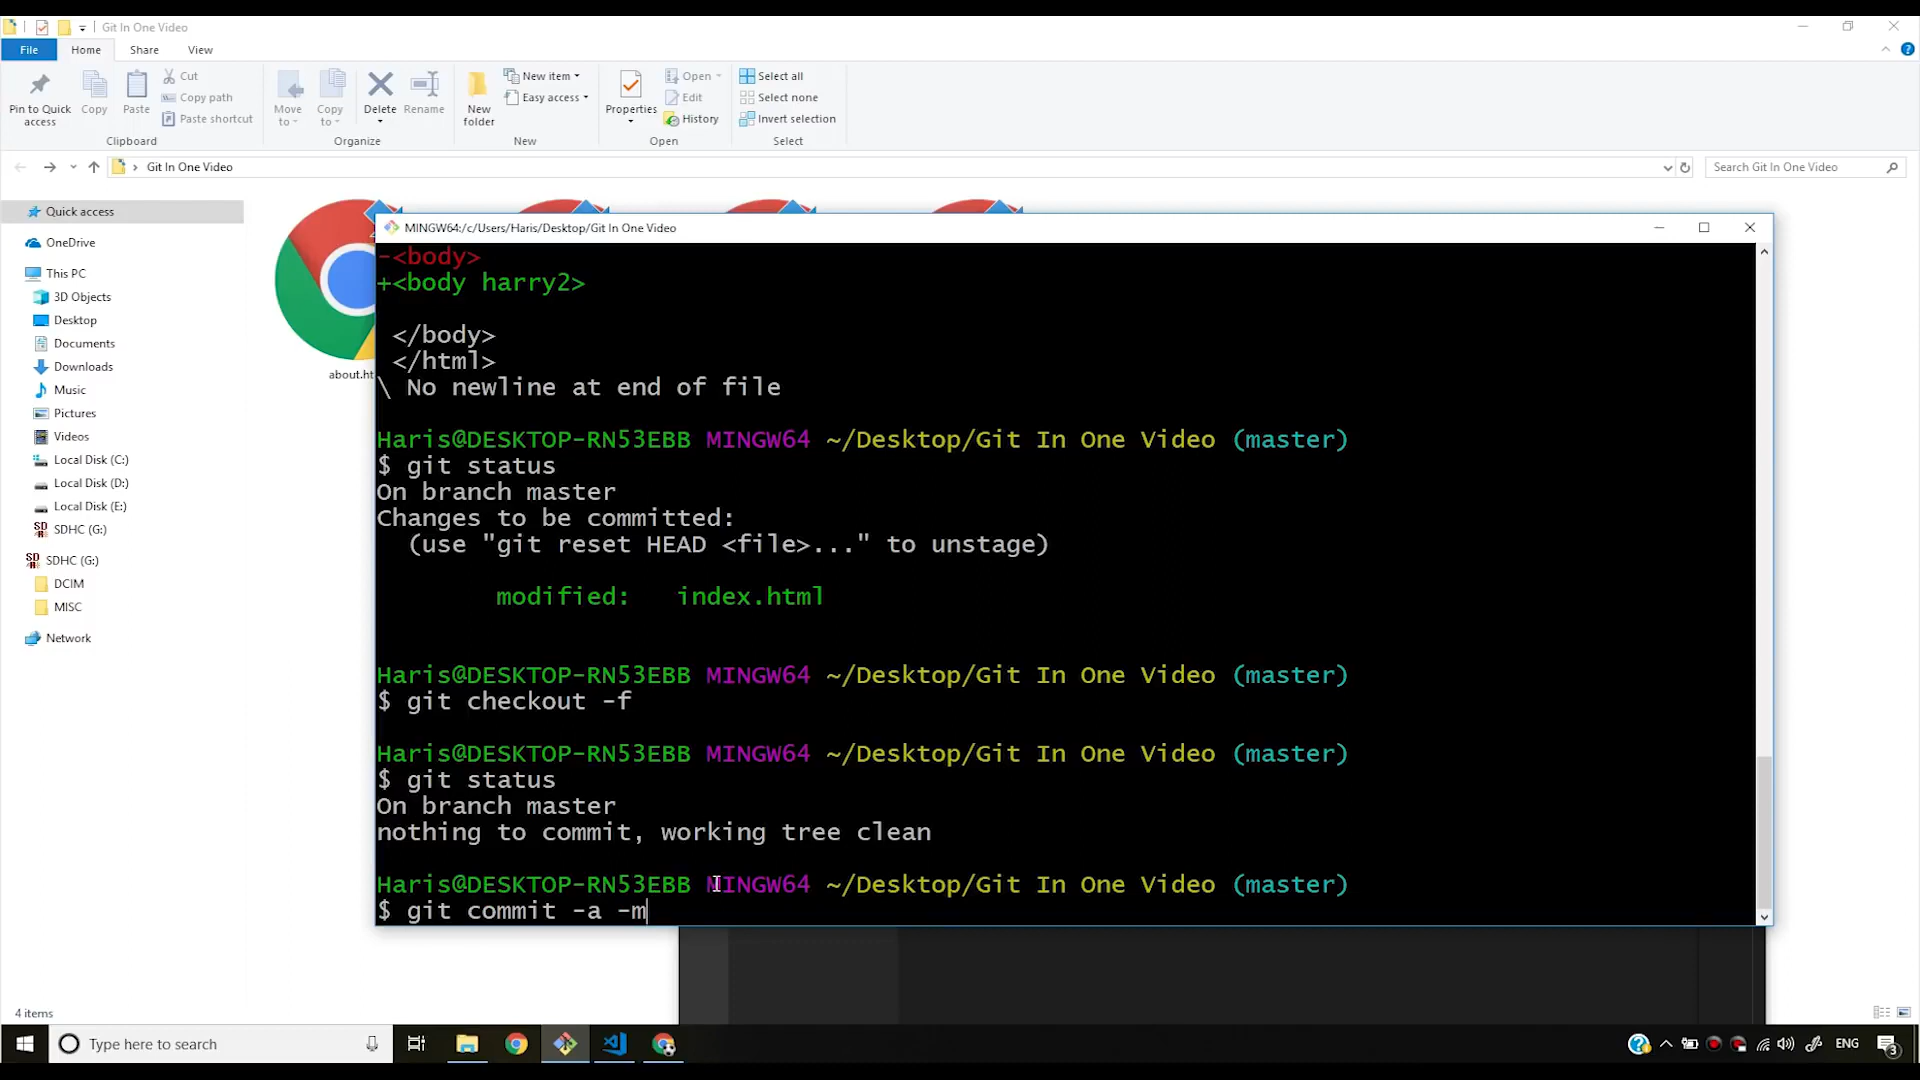 Git In One Video
File Home Share View
Pin to Quick access
Copy
Paste
Cut
Copy path
Paste shortcut
Move to
Copy to
Delete
Rename
New folder
New item
Easy access
Properties
Open
Edit
History
Select all
Select none
Invert selection
Clipboard Organize New Open Select
Git In One Video
Search Git In One Video
Quick access
OneDrive
This PC
3D Objects
Desktop
Documents
Downloads
Music
Pictures
Videos
Local Disk (C:)
Local Disk (D:)
Local Disk (E:)
SDHC (G:)
SDHC (G:)
DCIM
MISC
Network
about.ht
MINGW64:/c/Users/Haris/Desktop/Git In One Video
-<body>
+<body harry2>
</body>
</html>
\ No newline at end of file
Haris@DESKTOP-RN53EBB MINGW64 ~/Desktop/Git In One Video (master)
$ git status
On branch master
Changes to be committed:
(use "git reset HEAD <file>..." to unstage)
modified: index.html
Haris@DESKTOP-RN53EBB MINGW64 ~/Desktop/Git In One Video (master)
$ git checkout -f
Haris@DESKTOP-RN53EBB MINGW64 ~/Desktop/Git In One Video (master)
$ git status
On branch master
nothing to commit, working tree clean
Haris@DESKTOP-RN53EBB MINGW64 ~/Desktop/Git In One Video (master)
$ git commit -a -m
4 items
Type here to search
ENG
3